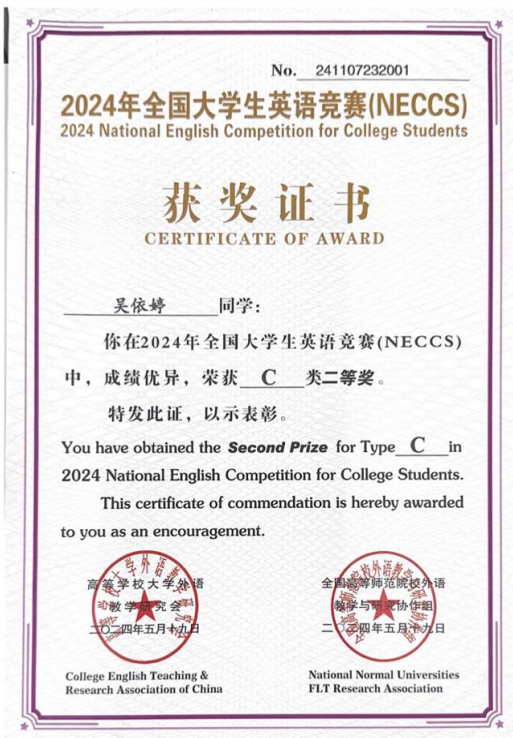 No. 241107232001
2024年全国大学生英语竞赛(NECCS)
2024 National English Competition for College Students
获奖证书
CERTIFICATE OF AWARD
吴依婷 同学:
你在2024年全国大学生英语竞赛(NECCS)
中，成绩优异，荣获 C 类二等奖。
特发此证，以示表彰。
You have obtained the Second Prize for Type C in
2024 National English Competition for College Students.
This certificate of commendation is hereby awarded
to you as an encouragement.
高等学校大学外语
教学研究会
二〇二四年五月十九日
College English Teaching &
Research Association of China
全国高等师范院校外语
教学与研究协作组
二〇二四年五月十九日
National Normal Universities
FLT Research Association